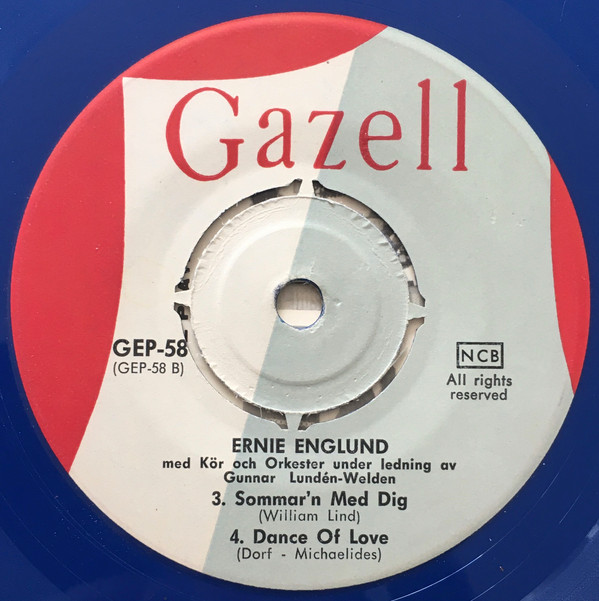 Gazell
GEP-58
(GEP-58 B)
NCB
All rights
reserved
ERNIE ENGLUND
med Kör och Orkester under ledning av
Gunnar Lundén-Welden
3. Sommar'n Med Dig
(William Lind)
4. Dance Of Love
(Dorf - Michaelides)